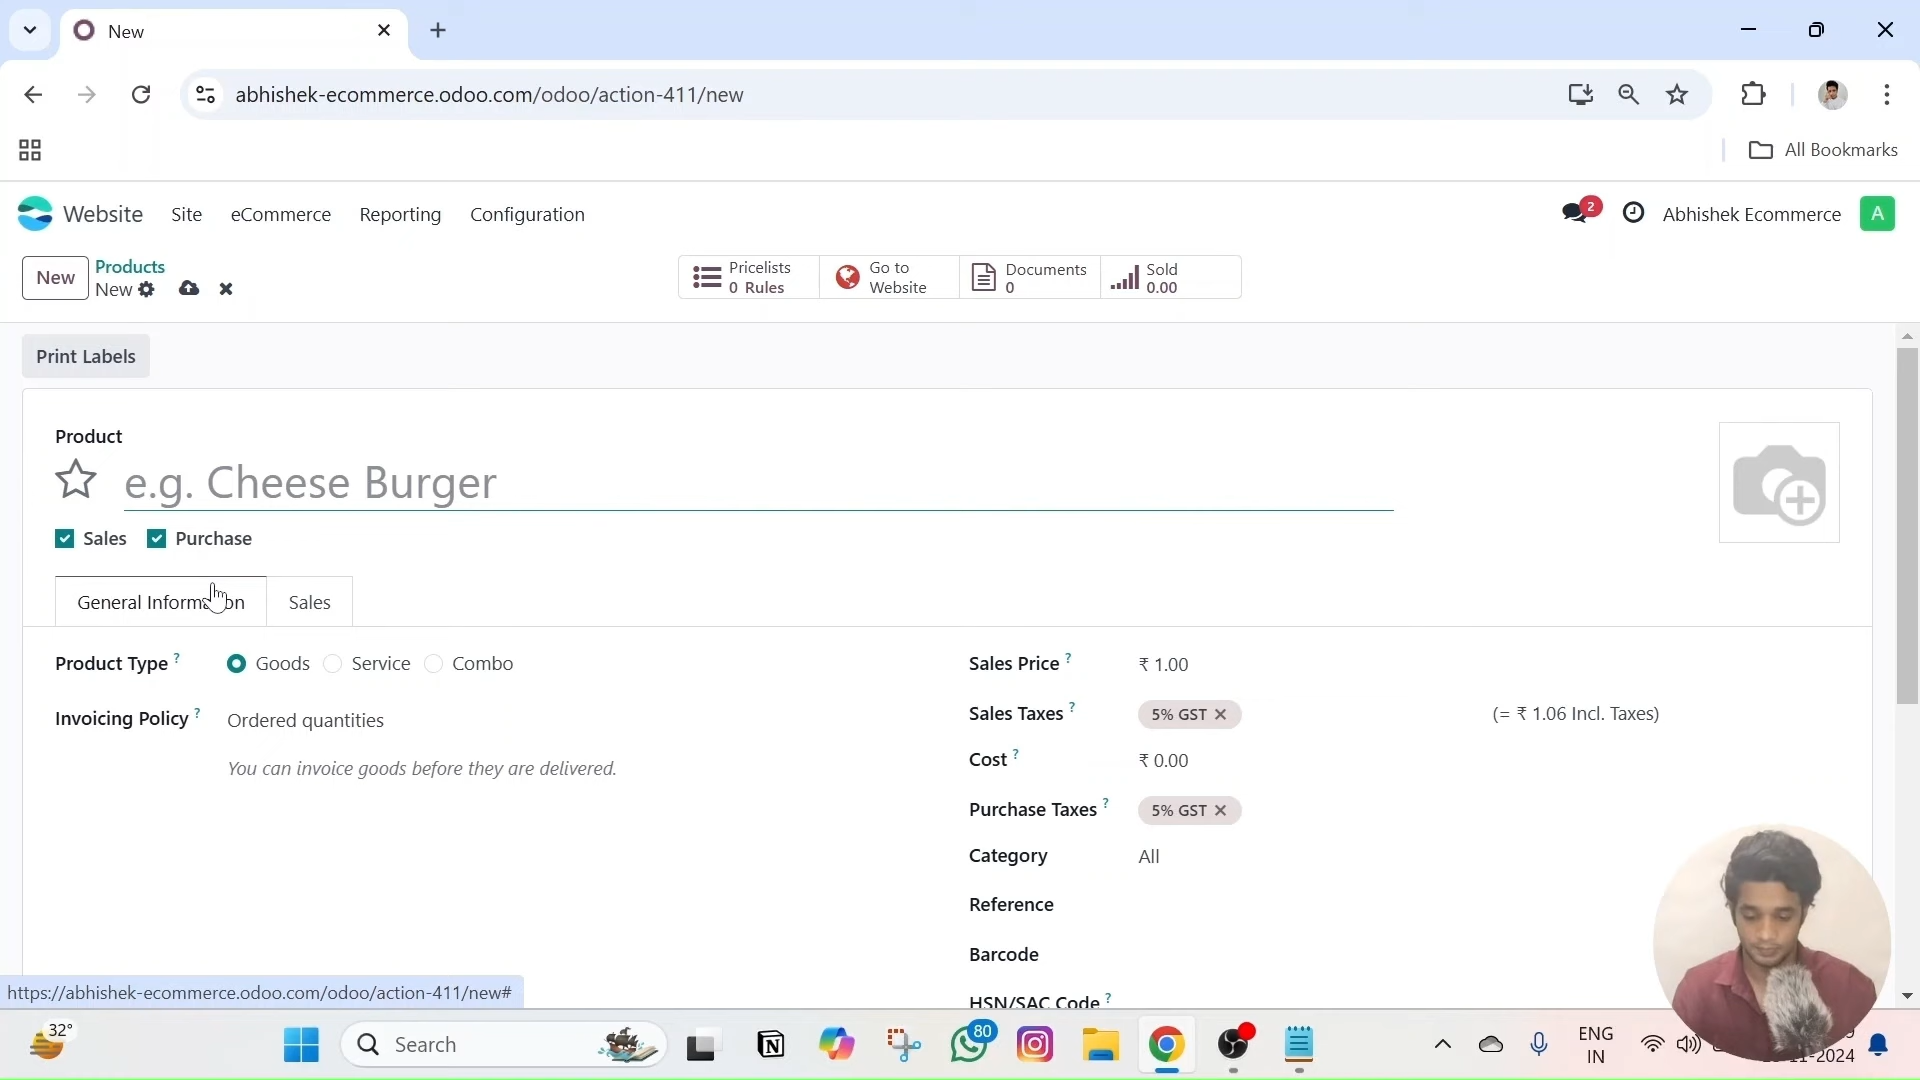 New
abhishek-ecommerce.odoo.com/odoo/action-411/new
All Bookmarks
Website Site eCommerce Reporting Configuration
2
Abhishek Ecommerce
A
New
Products
New
Pricelists
0 Rules
Go to
Website
Documents
0
Sold
0.00
Print Labels
Product
e.g. Cheese Burger
Sales Purchase
General Information Sales
Product Type ? Goods Service Combo
Invoicing Policy ? Ordered quantities
You can invoice goods before they are delivered.
Sales Price ? ₹ 1.00
Sales Taxes ? 5% GST (= ₹ 1.06 Incl. Taxes)
Cost ? ₹ 0.00
Purchase Taxes ? 5% GST
Category All
Reference
Barcode
HSN/SAC Code ?
https://abhishek-ecommerce.odoo.com/odoo/action-411/new#
32°
Search
80
ENG
IN
-2024